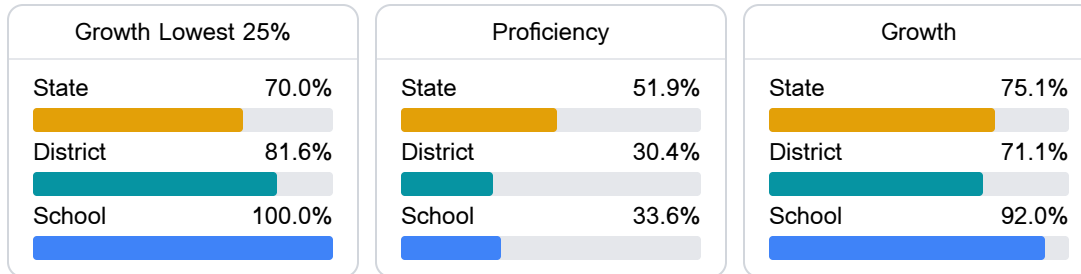 Growth Lowest 25%
State 70.0%
District 81.6%
School 100.0%
Proficiency
State 51.9%
District 30.4%
School 33.6%
Growth
State 75.1%
District 71.1%
School 92.0%